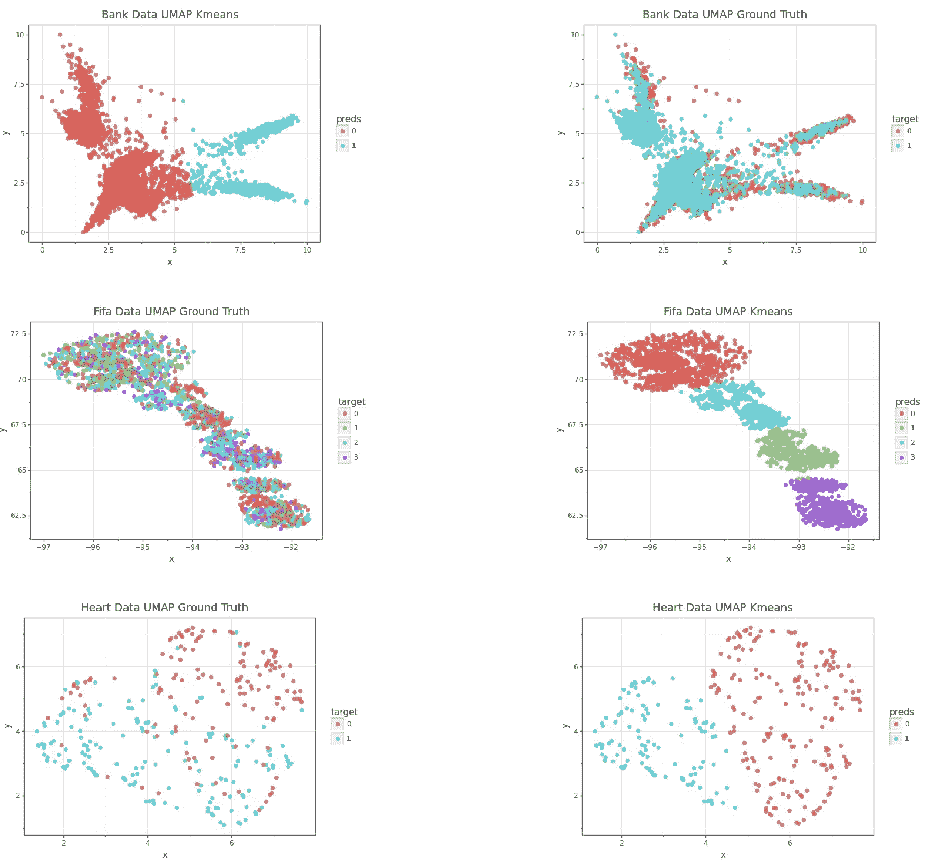 Bank Data UMAP Kmeans
Bank Data UMAP Ground Truth
10
7.5
5
2.5
0
y
0
2.5
5
7.5
10
x
preds
0
1
10
7.5
5
2.5
0
y
0
2.5
5
7.5
10
x
target
0
1
Fifa Data UMAP Ground Truth
Fifa Data UMAP Kmeans
72.5
70
67.5
65
62.5
y
−97
−96
−95
−94
−93
−92
x
target
0
1
2
3
72.5
70
67.5
65
62.5
y
−97
−96
−95
−94
−93
−92
x
preds
0
1
2
3
Heart Data UMAP Ground Truth
Heart Data UMAP Kmeans
6
4
2
y
2
4
6
x
target
0
1
6
4
2
y
2
4
6
x
preds
0
1